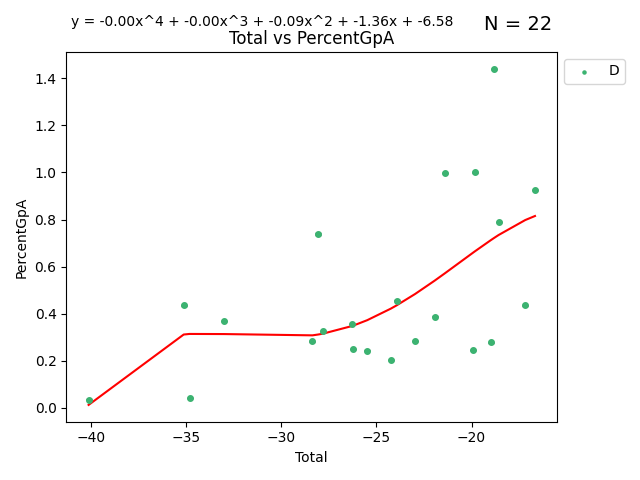 y = -0.00x^4 + -0.00x^3 + -0.09x^2 + -1.36x + -6.58
N = 22
Total vs PercentGpA
D
1.4
1.2
1.0
0.8
0.6
0.4
0.2
0.0
PercentGpA
−40 −35 −30 −25 −20
Total